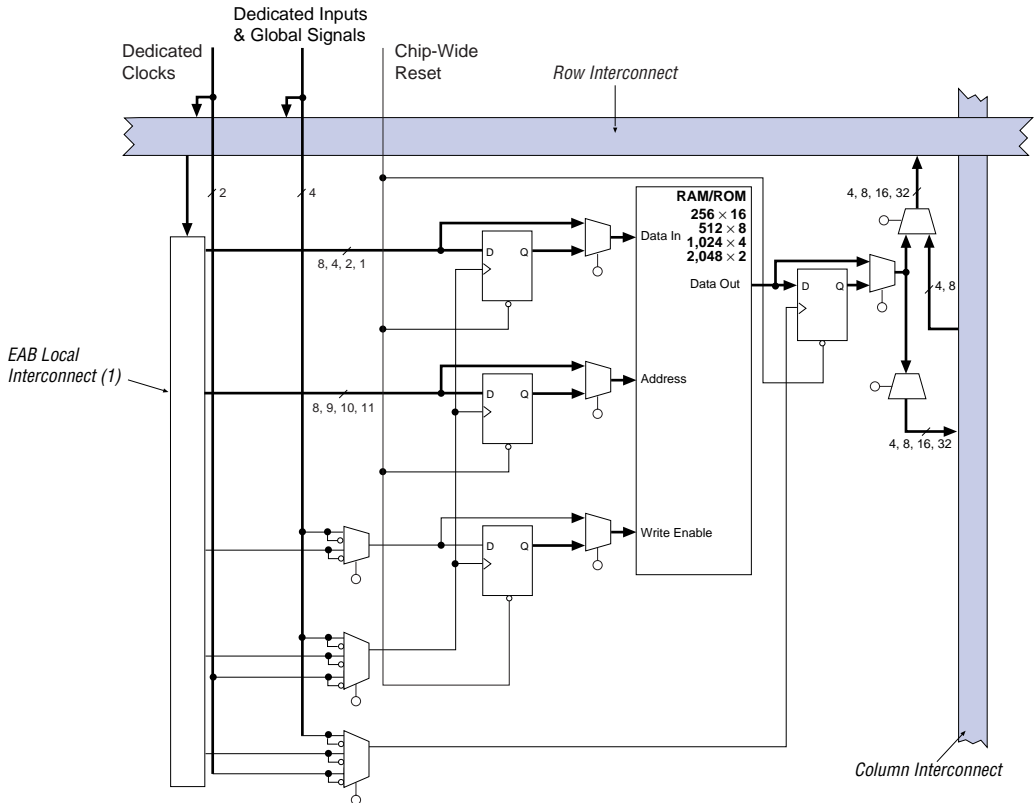 Dedicated Inputs
& Global Signals
Dedicated
Clocks
Chip-Wide
Reset
Row Interconnect
2
4
4, 8, 16, 32
RAM/ROM
256 × 16
512 × 8
1,024 × 4
2,048 × 2
Data In
D
Q
8, 4, 2, 1
Data Out
D
Q
4, 8
EAB Local
Interconnect (1)
D
Q
Address
8, 9, 10, 11
4, 8, 16, 32
D
Q
Write Enable
Column Interconnect